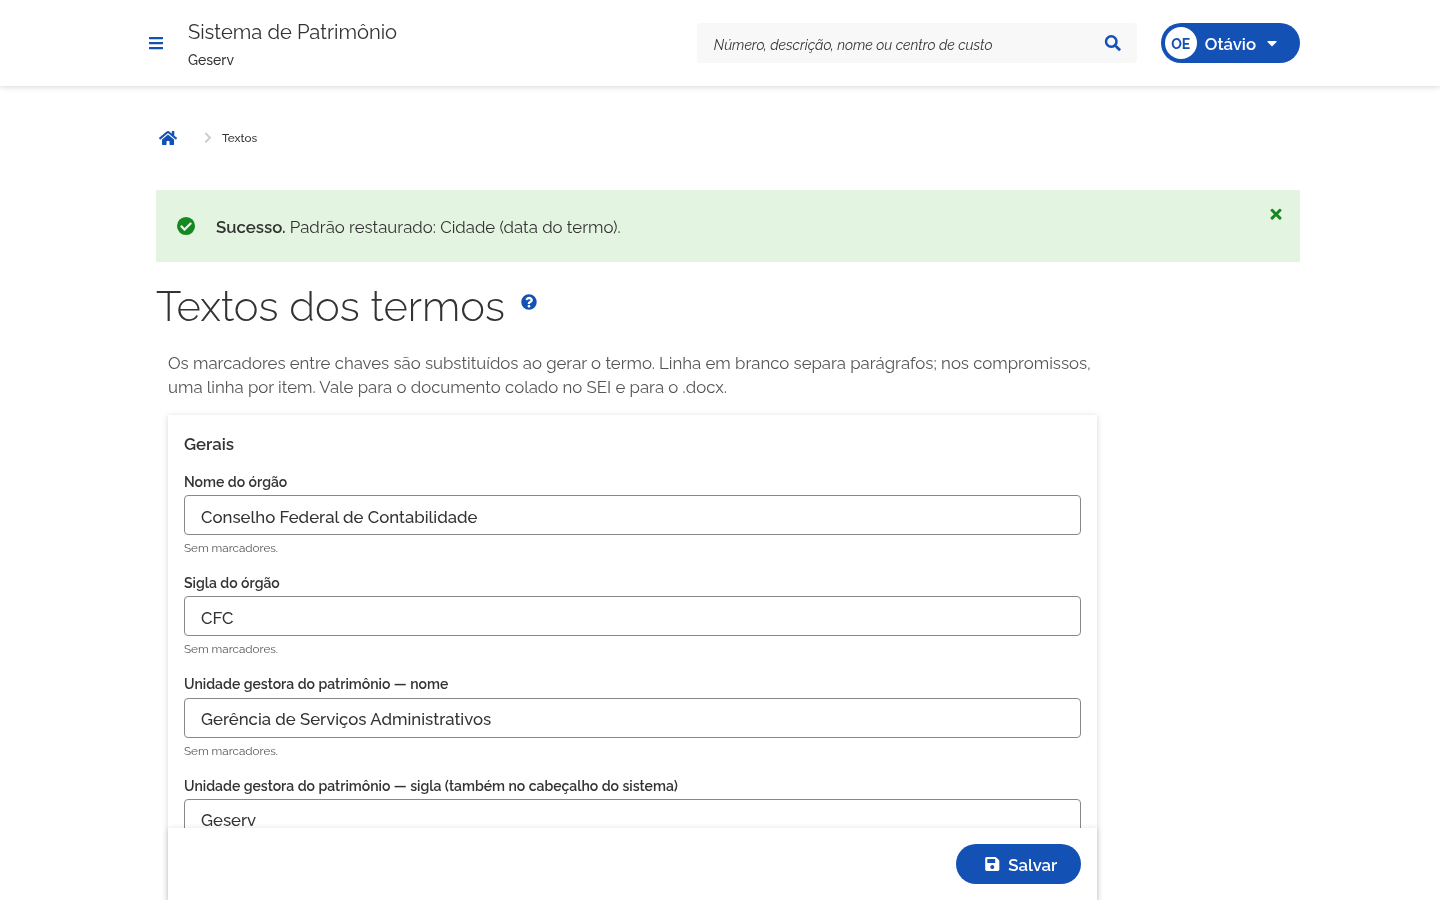 Sistema de Patrimônio
Geserv
Número, descrição, nome ou centro de custo
OE Otávio
Textos
Sucesso. Padrão restaurado: Cidade (data do termo).
Textos dos termos
Os marcadores entre chaves são substituídos ao gerar o termo. Linha em branco separa parágrafos; nos compromissos,
uma linha por item. Vale para o documento colado no SEI e para o .docx.
Gerais
Nome do órgão
Conselho Federal de Contabilidade
Sem marcadores.
Sigla do órgão
CFC
Sem marcadores.
Unidade gestora do patrimônio — nome
Gerência de Serviços Administrativos
Sem marcadores.
Unidade gestora do patrimônio — sigla (também no cabeçalho do sistema)
Geserv
Salvar